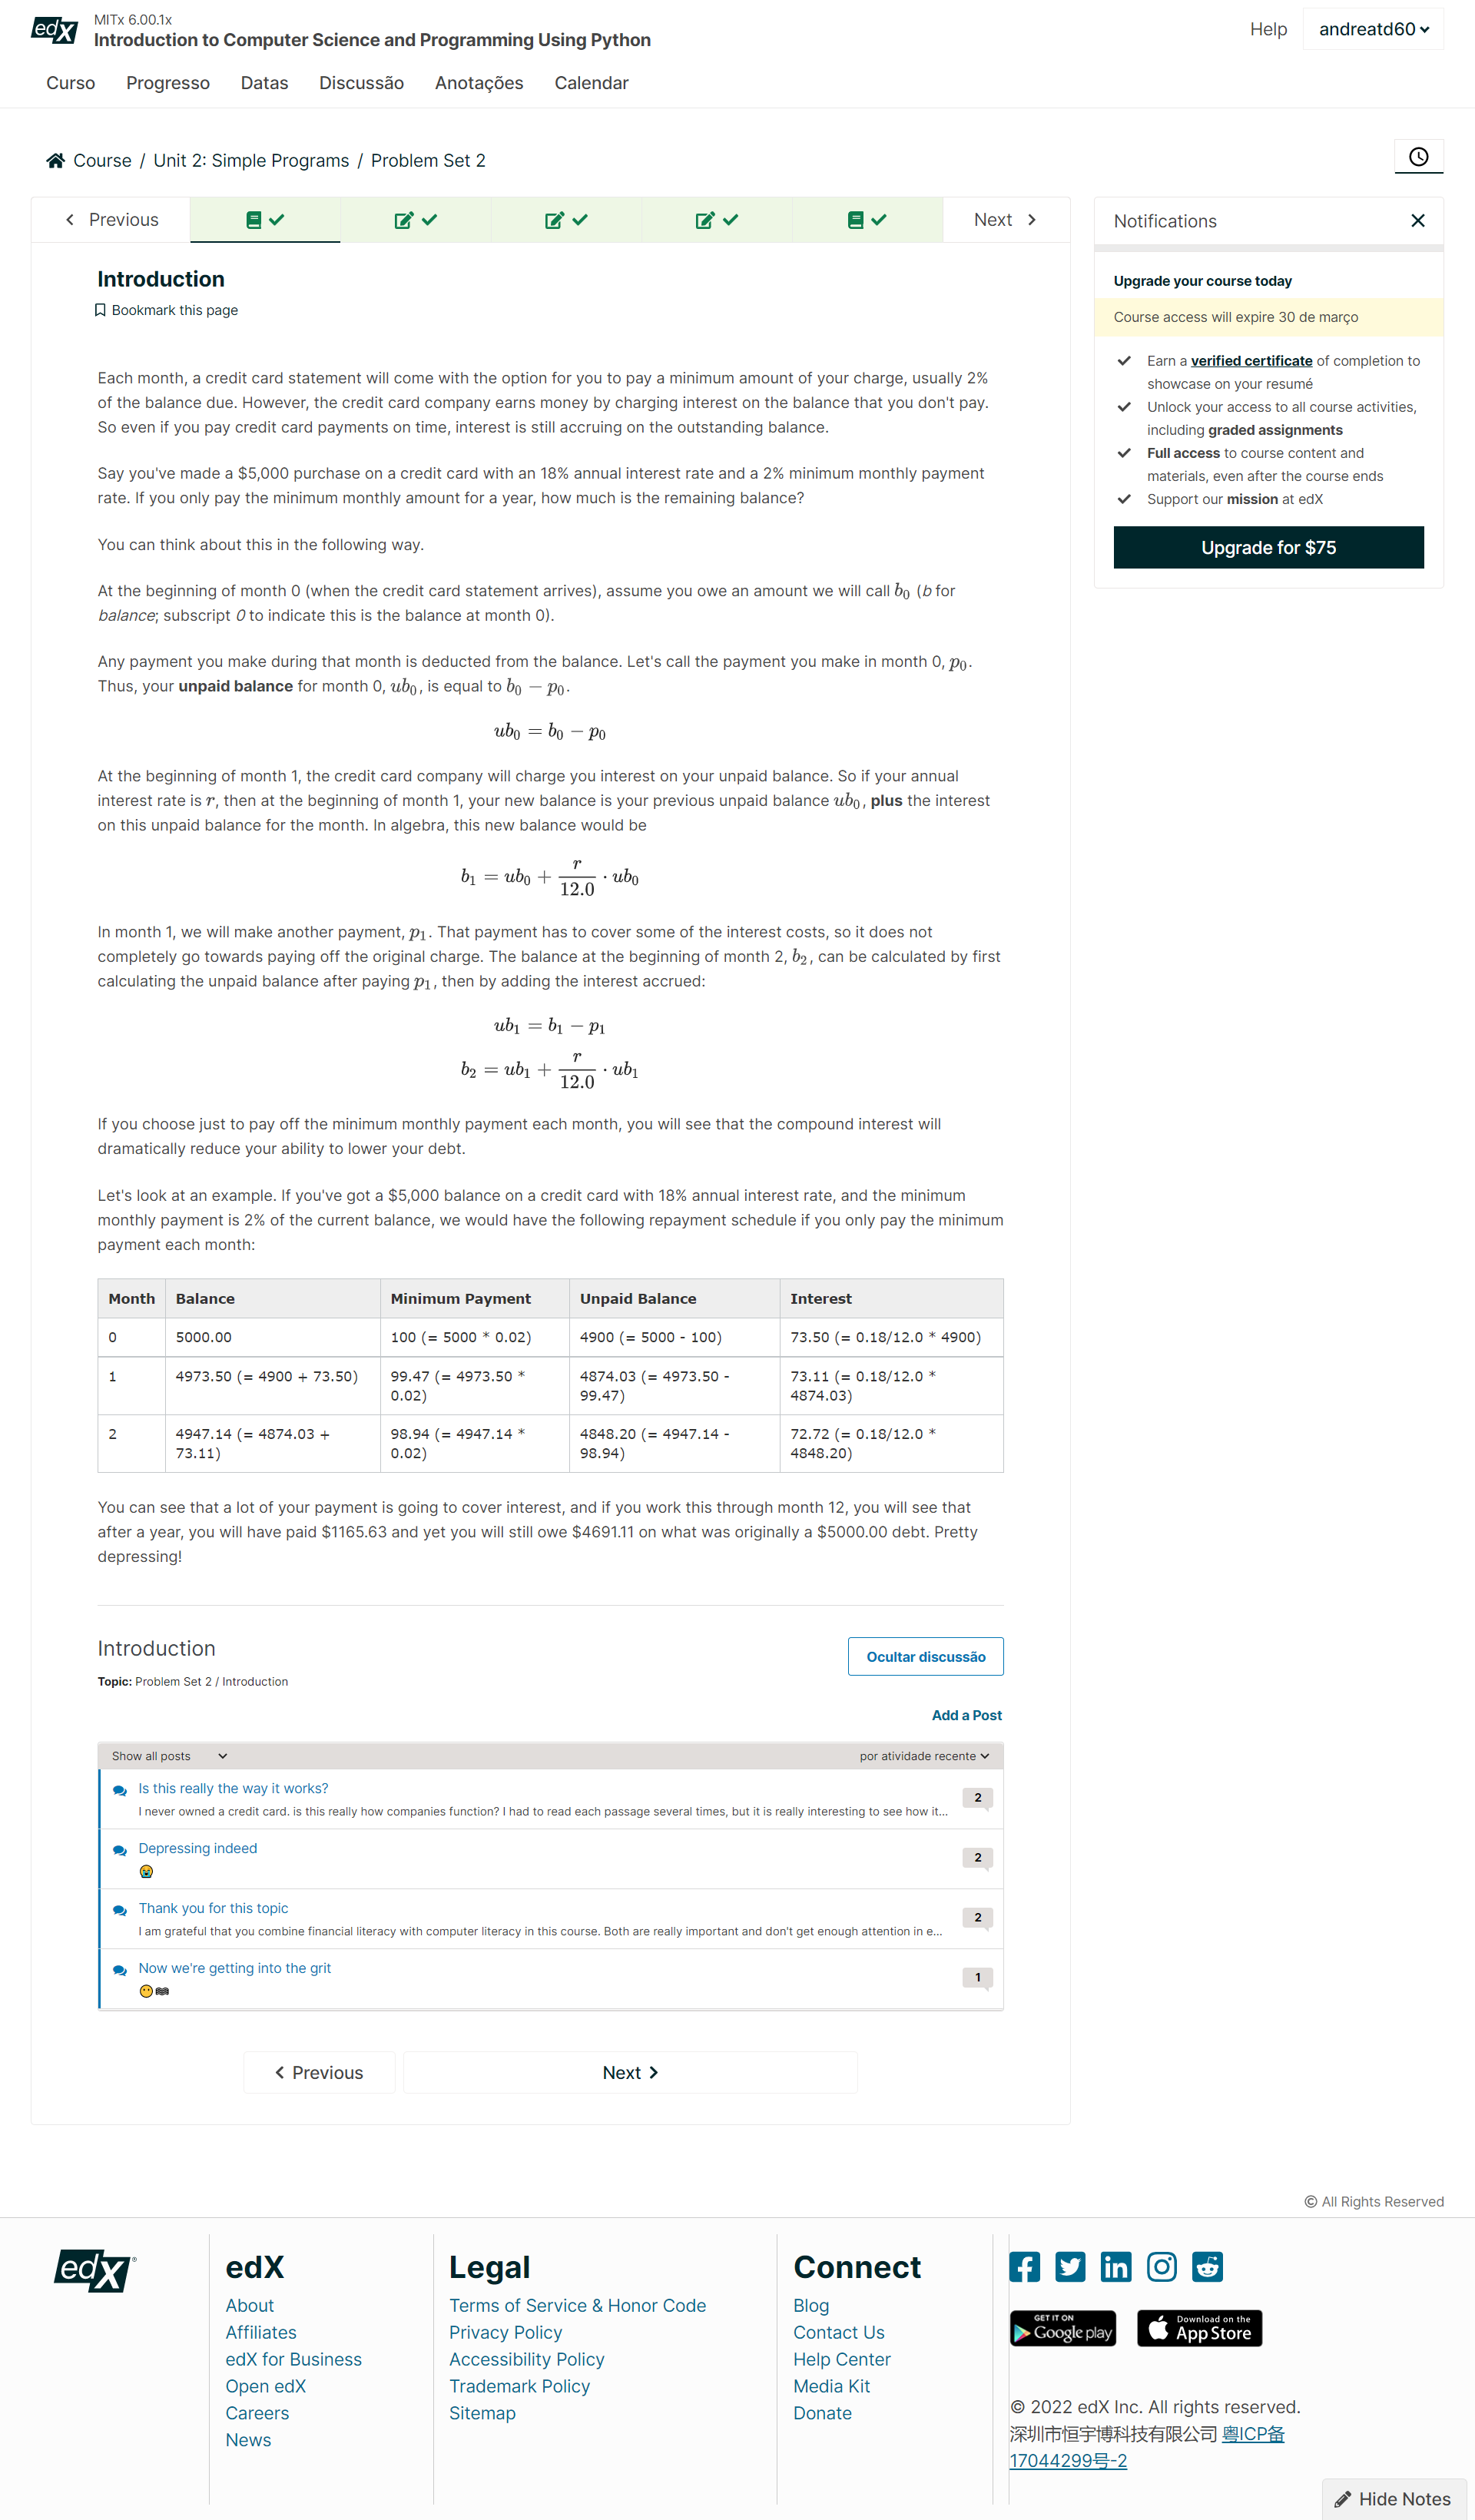 edX
MITx 6.00.1x
Introduction to Computer Science and Programming Using Python
Help
andreatd60
Curso Progresso Datas Discussão Anotações Calendar
Course / Unit 2: Simple Programs / Problem Set 2
Previous
Next
Introduction
Bookmark this page
Each month, a credit card statement will come with the option for you to pay a minimum amount of your charge, usually 2%
of the balance due. However, the credit card company earns money by charging interest on the balance that you don't pay.
So even if you pay credit card payments on time, interest is still accruing on the outstanding balance.
Say you've made a $5,000 purchase on a credit card with an 18% annual interest rate and a 2% minimum monthly payment
rate. If you only pay the minimum monthly amount for a year, how much is the remaining balance?
You can think about this in the following way.
At the beginning of month 0 (when the credit card statement arrives), assume you owe an amount we will call b₀ (b for
balance; subscript 0 to indicate this is the balance at month 0).
Any payment you make during that month is deducted from the balance. Let's call the payment you make in month 0, p₀.
Thus, your unpaid balance for month 0, ub₀, is equal to b₀ − p₀.
ub₀ = b₀ − p₀
At the beginning of month 1, the credit card company will charge you interest on your unpaid balance. So if your annual
interest rate is r, then at the beginning of month 1, your new balance is your previous unpaid balance ub₀, plus the interest
on this unpaid balance for the month. In algebra, this new balance would be
b₁ = ub₀ + r/12.0 · ub₀
In month 1, we will make another payment, p₁. That payment has to cover some of the interest costs, so it does not
completely go towards paying off the original charge. The balance at the beginning of month 2, b₂, can be calculated by first
calculating the unpaid balance after paying p₁, then by adding the interest accrued:
ub₁ = b₁ − p₁
b₂ = ub₁ + r/12.0 · ub₁
If you choose just to pay off the minimum monthly payment each month, you will see that the compound interest will
dramatically reduce your ability to lower your debt.
Let's look at an example. If you've got a $5,000 balance on a credit card with 18% annual interest rate, and the minimum
monthly payment is 2% of the current balance, we would have the following repayment schedule if you only pay the minimum
payment each month:
Month Balance Minimum Payment Unpaid Balance Interest
0 5000.00 100 (= 5000 * 0.02) 4900 (= 5000 - 100) 73.50 (= 0.18/12.0 * 4900)
1 4973.50 (= 4900 + 73.50) 99.47 (= 4973.50 * 0.02) 4874.03 (= 4973.50 - 99.47) 73.11 (= 0.18/12.0 * 4874.03)
2 4947.14 (= 4874.03 + 73.11) 98.94 (= 4947.14 * 0.02) 4848.20 (= 4947.14 - 98.94) 72.72 (= 0.18/12.0 * 4848.20)
You can see that a lot of your payment is going to cover interest, and if you work this through month 12, you will see that
after a year, you will have paid $1165.63 and yet you will still owe $4691.11 on what was originally a $5000.00 debt. Pretty
depressing!
Introduction
Ocultar discussão
Topic: Problem Set 2 / Introduction
Add a Post
Show all posts
por atividade recente
Is this really the way it works?
I never owned a credit card. is this really how companies function? I had to read each passage several times, but it is really interesting to see how it...
2
Depressing indeed
😭
2
Thank you for this topic
I am grateful that you combine financial literacy with computer literacy in this course. Both are really important and don't get enough attention in e...
2
Now we're getting into the grit
1
Previous
Next
Notifications
Upgrade your course today
Course access will expire 30 de março
Earn a verified certificate of completion to
showcase on your resumé
Unlock your access to all course activities,
including graded assignments
Full access to course content and
materials, even after the course ends
Support our mission at edX
Upgrade for $75
© All Rights Reserved
edX
edX
About
Affiliates
edX for Business
Open edX
Careers
News
Legal
Terms of Service & Honor Code
Privacy Policy
Accessibility Policy
Trademark Policy
Sitemap
Connect
Blog
Contact Us
Help Center
Media Kit
Donate
GET IT ON
Google play
Download on the
App Store
© 2022 edX Inc. All rights reserved.
深圳市恒宇博科技有限公司 粤ICP备
17044299号-2
Hide Notes